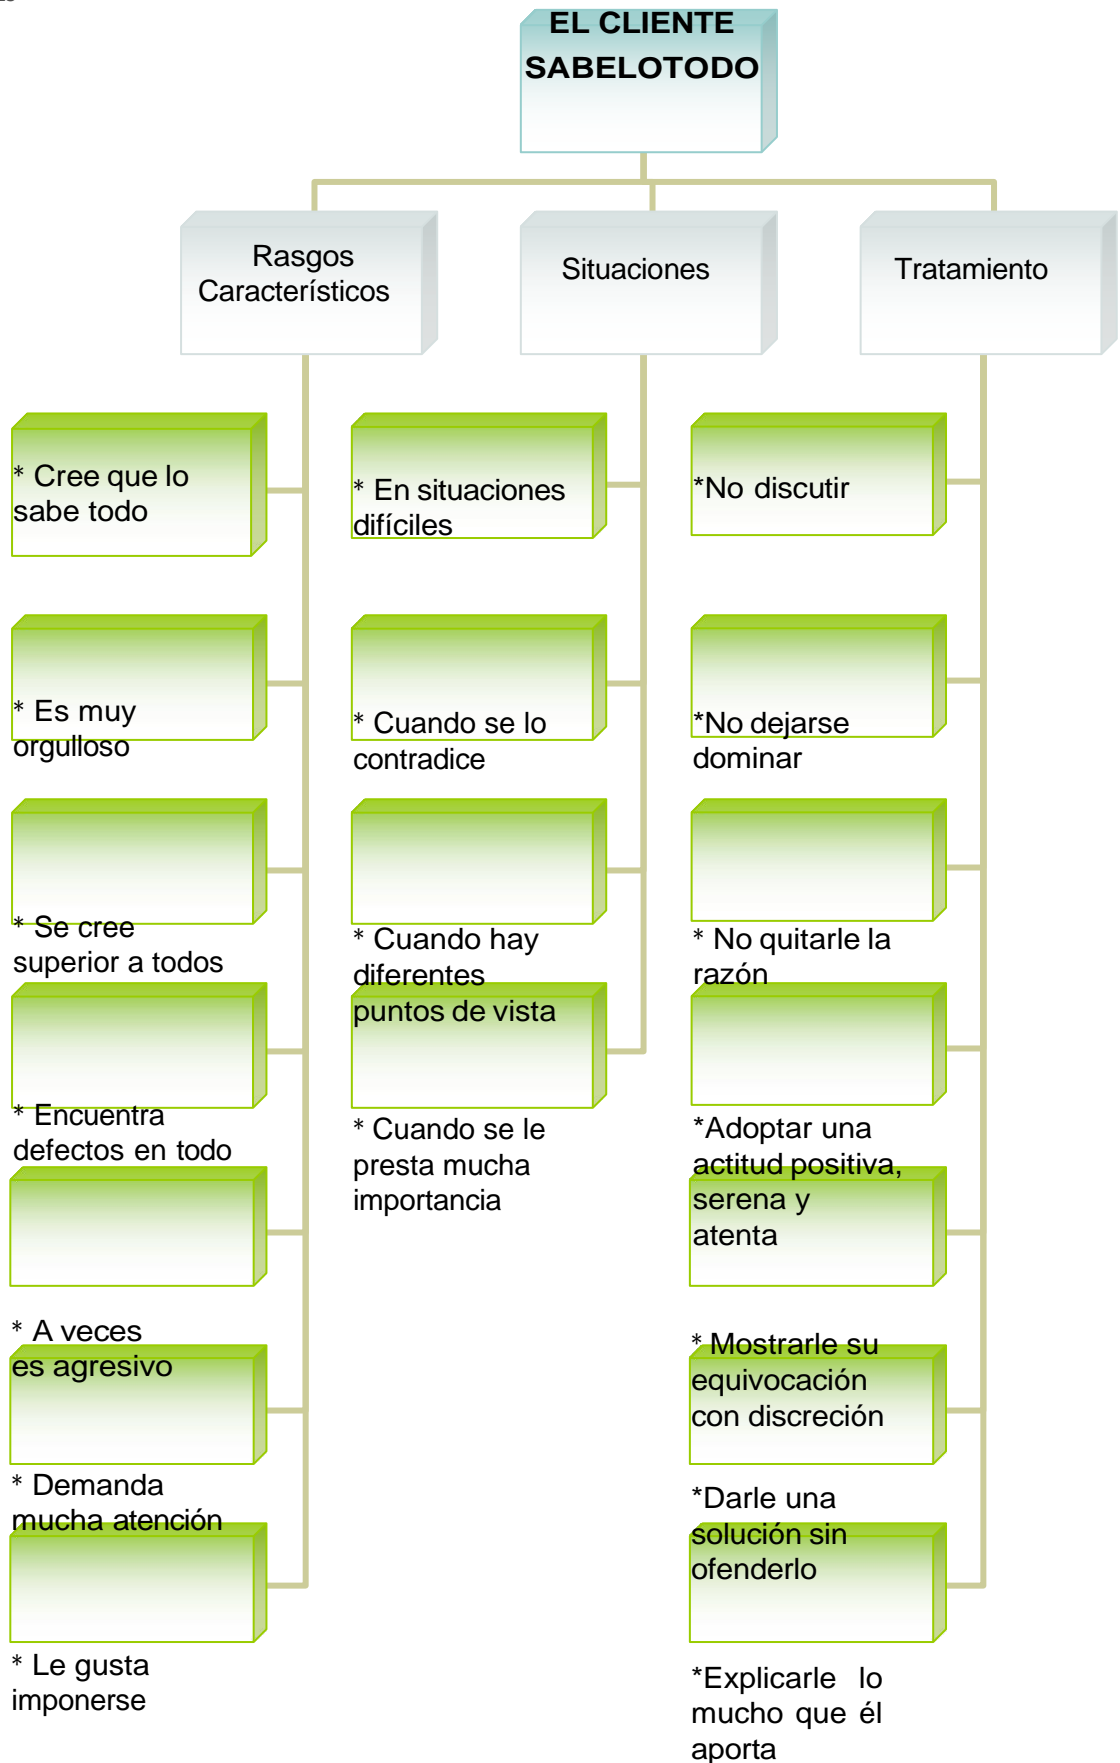 EL CLIENTE
SABELOTODO
Rasgos
Característicos
Situaciones
Tratamiento
* Cree que lo
sabe todo
* Es muy
orgulloso
* Se cree
superior a todos
* Encuentra
defectos en todo
* A veces
es agresivo
* Demanda
mucha atención
* Le gusta
imponerse
* En situaciones
difíciles
* Cuando se lo
contradice
* Cuando hay
diferentes
puntos de vista
* Cuando se le
presta mucha
importancia
*No discutir
*No dejarse
dominar
* No quitarle la
razón
*Adoptar una
actitud positiva,
serena y
atenta
* Mostrarle su
equivocación
con discreción
*Darle una
solución sin
ofenderlo
*Explicarle lo
mucho que él
aporta